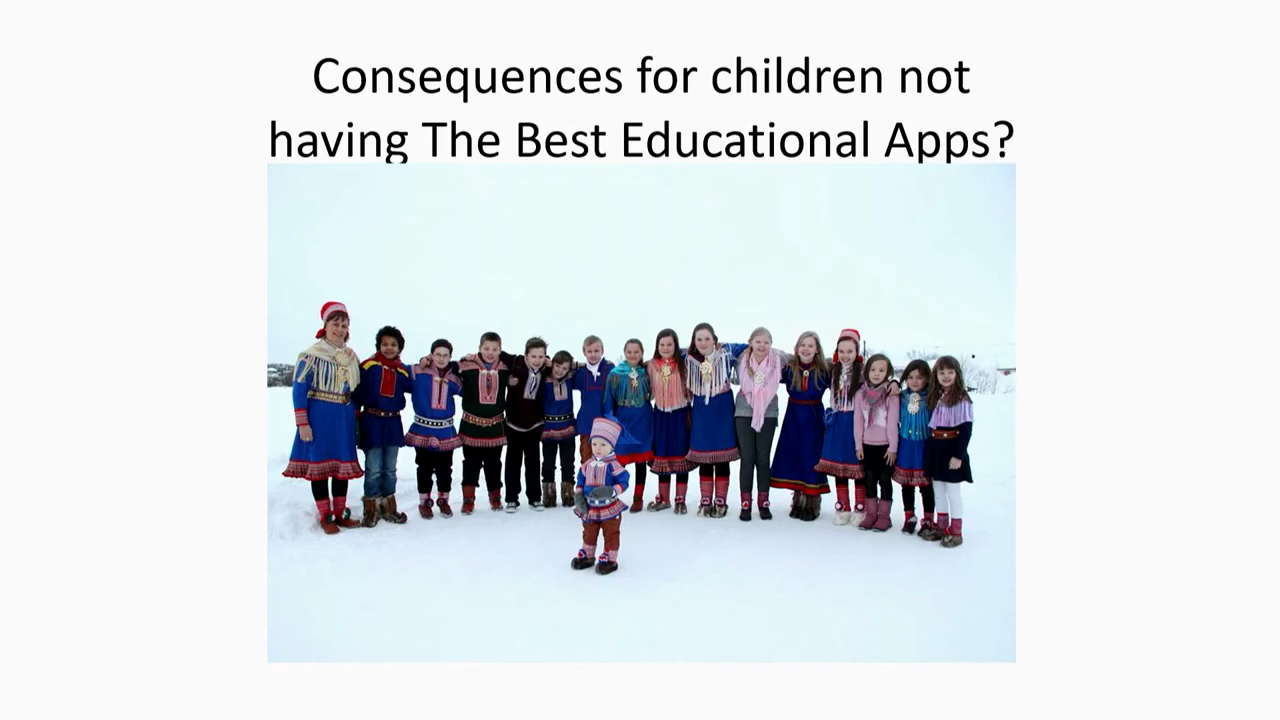 Consequences for children not
having The Best Educational Apps?